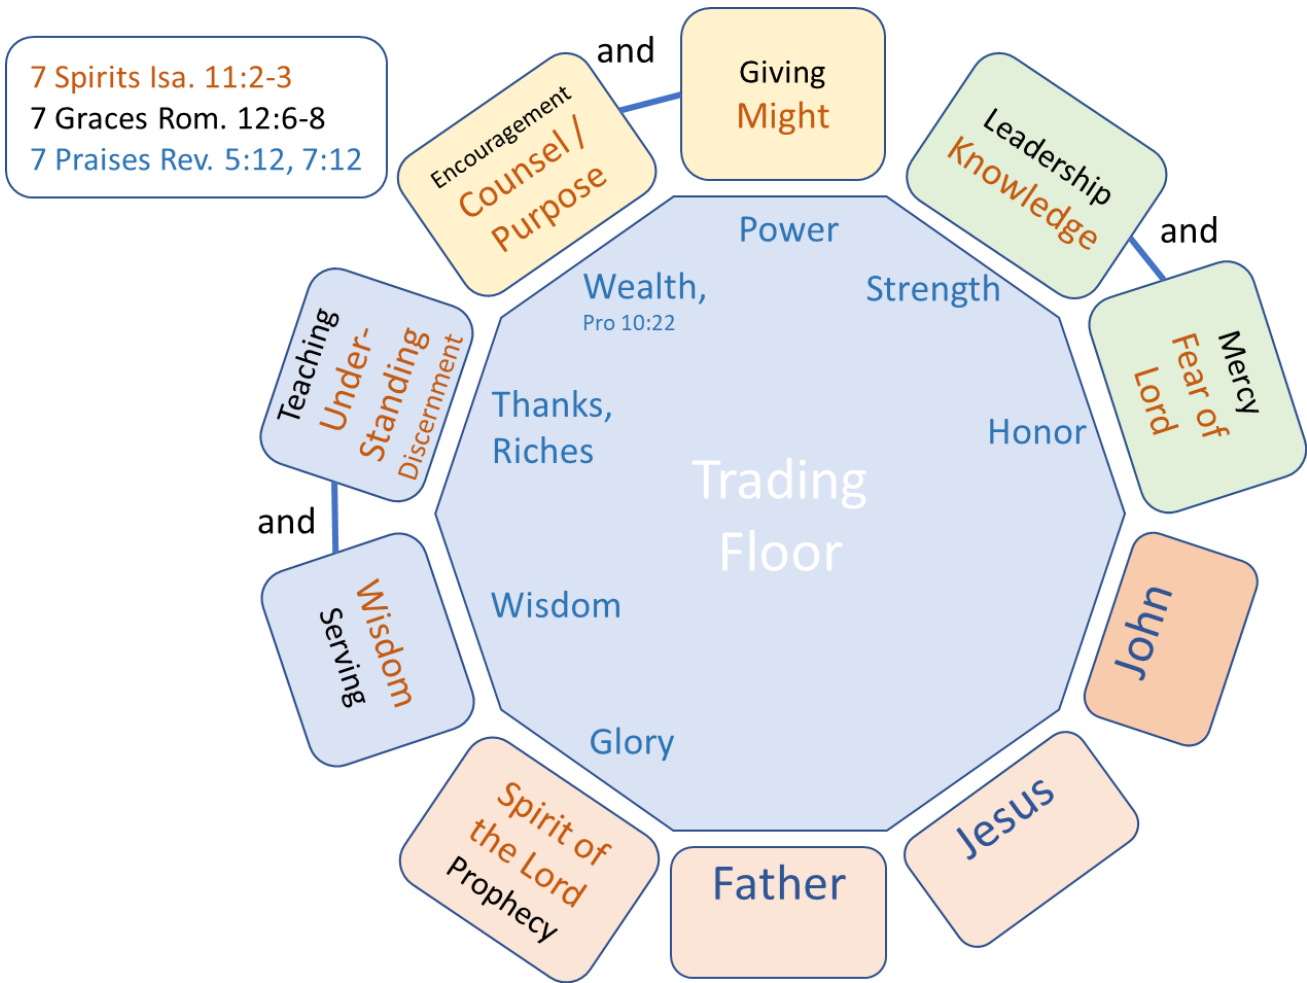 7 Spirits Isa. 11:2-3
7 Graces Rom. 12:6-8
7 Praises Rev. 5:12, 7:12
and
Giving
Might
Encouragement
Counsel /
Purpose
Leadership
Knowledge
and
Mercy
Fear of
Lord
Teaching
Under-
Standing
Discernment
and
Wisdom
Serving
Spirit of
the Lord
Prophecy
Father
Jesus
John
Power
Wealth,
Pro 10:22
Strength
Thanks,
Riches
Honor
Trading
Floor
Wisdom
Glory